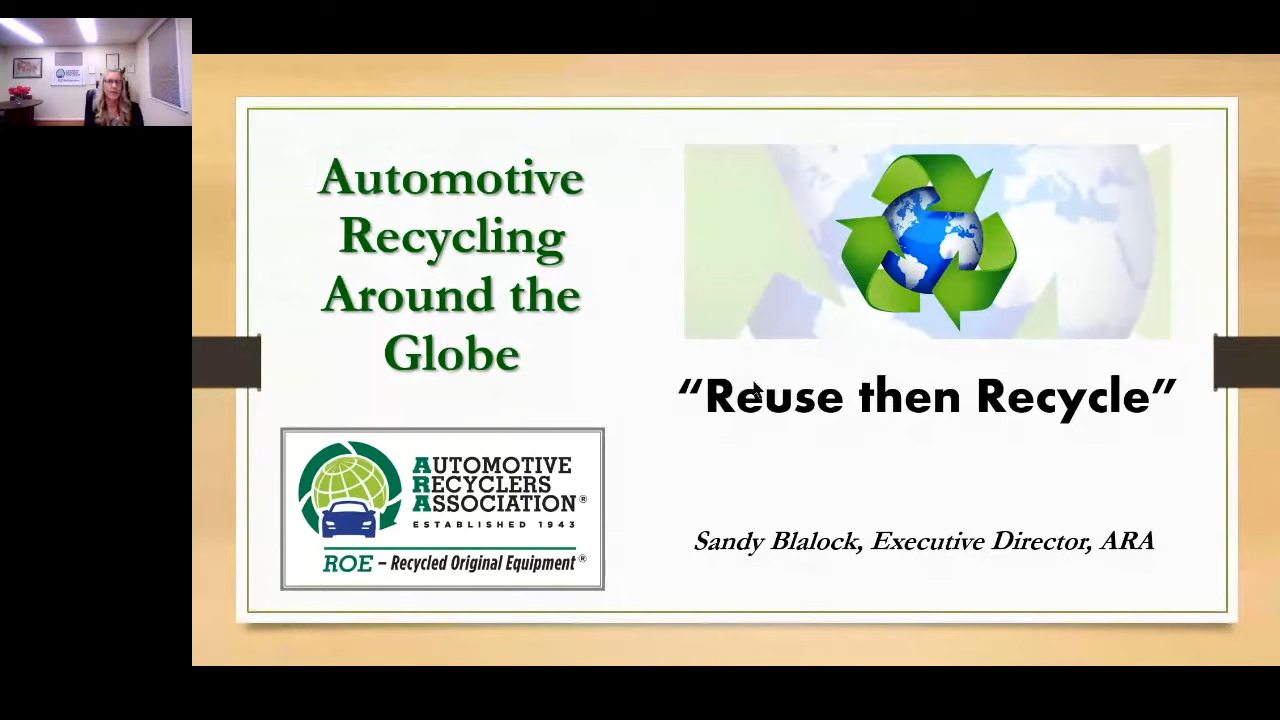 Automotive
Recycling
Around the
Globe
“Reuse then Recycle”
AUTOMOTIVE
RECYCLERS
ASSOCIATION®
ESTABLISHED 1943
ROE – Recycled Original Equipment®
Sandy Blalock, Executive Director, ARA